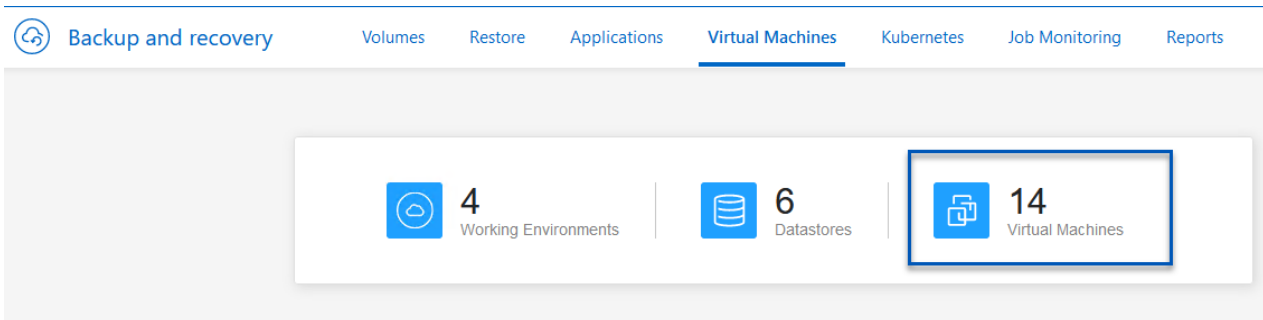 Backup and recovery Volumes Restore Applications Virtual Machines Kubernetes Job Monitoring Reports
4 6 14
Working Environments Datastores Virtual Machines